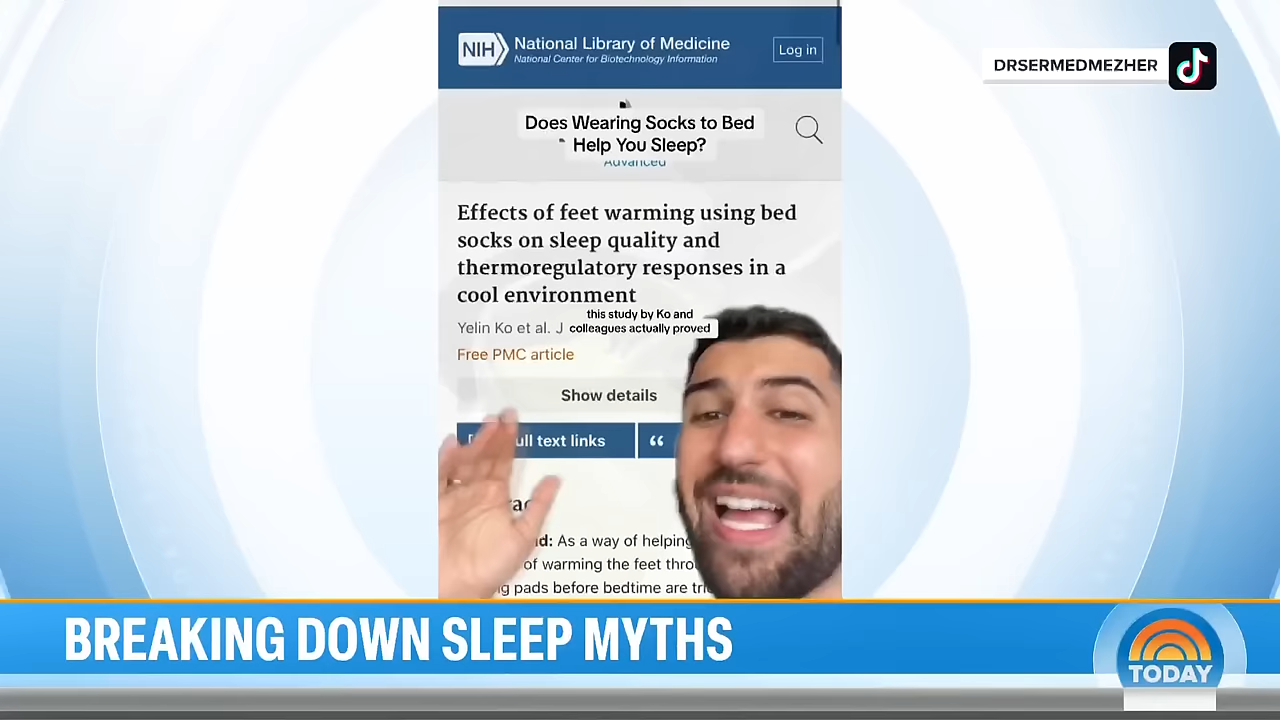 NIH National Library of Medicine
National Center for Biotechnology Information
Log in
DRSERMEDMEZHER
Does Wearing Socks to Bed
Help You Sleep?
Advanced
Effects of feet warming using bed
socks on sleep quality and
thermoregulatory responses in a
cool environment
this study by Ko and
colleagues actually proved
Yelin Ko et al. J
Free PMC article
Show details
ull text links
As a way of helping
of warming the feet
pads before bedtime are
BREAKING DOWN SLEEP MYTHS
TODAY